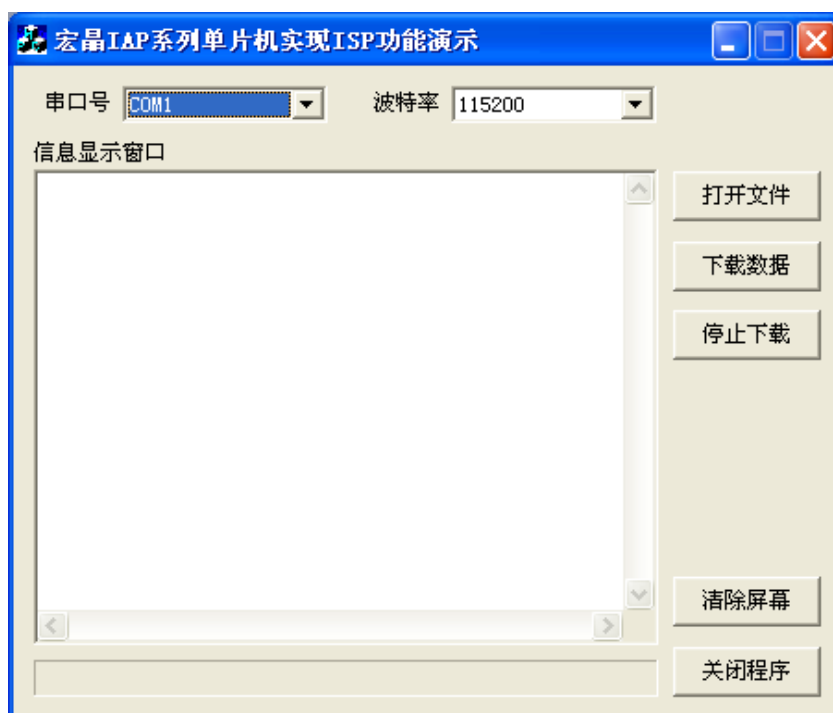 宏晶IAP系列单片机实现ISP功能演示
串口号 COM1 波特率 115200
信息显示窗口
打开文件
下载数据
停止下载
清除屏幕
关闭程序